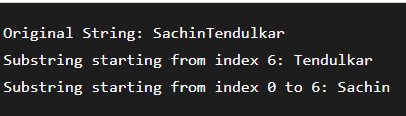 Original String: SachinTendulkar
Substring starting from index 6: Tendulkar
Substring starting from index 0 to 6: Sachin